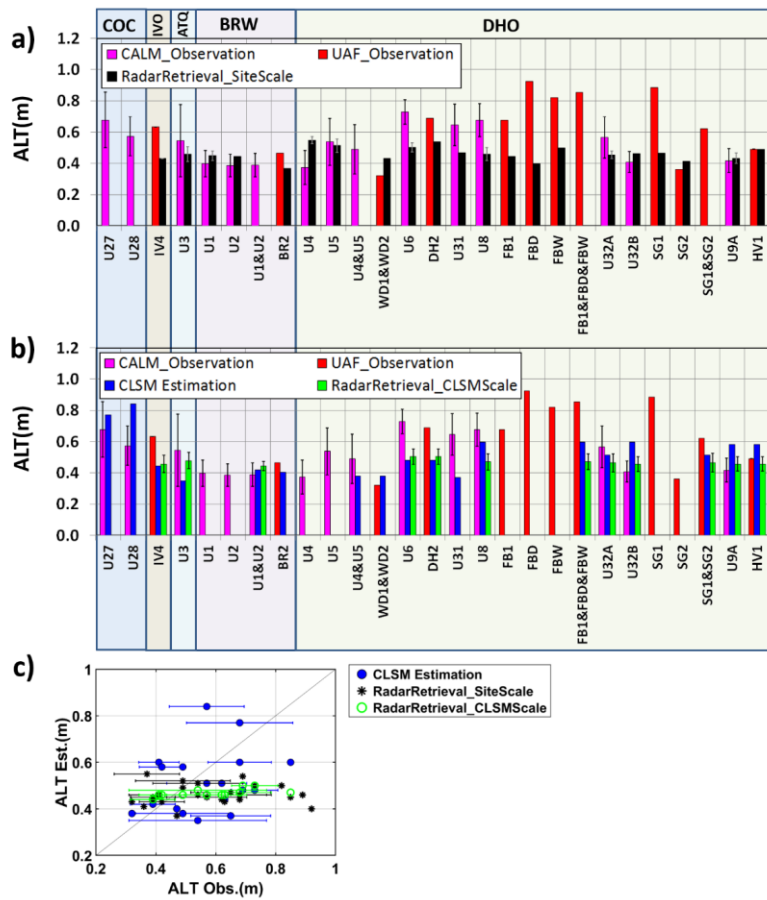 COC IVO ATQ BRW DHO
a)
CALM_Observation UAF_Observation
RadarRetrieval_SiteScale
ALT(m)
1.2
1.0
0.8
0.6
0.4
0.2
0.0
U27 U28 IV4 U3 U1 U2 U1&U2 BR2 U4 U5 U4&U5 WD1&WD2 U6 DH2 U31 U8 FB1 FBD FBW FB1&FBD&FBW U32A U32B SG1 SG2 SG1&SG2 U9A HV1
b)
CALM_Observation UAF_Observation
CLSM Estimation RadarRetrieval_CLSMScale
ALT(m)
1.2
1.0
0.8
0.6
0.4
0.2
0.0
U27 U28 IV4 U3 U1 U2 U1&U2 BR2 U4 U5 U4&U5 WD1&WD2 U6 DH2 U31 U8 FB1 FBD FBW FB1&FBD&FBW U32A U32B SG1 SG2 SG1&SG2 U9A HV1
c)
CLSM Estimation
RadarRetrieval_SiteScale
RadarRetrieval_CLSMScale
ALT Est.(m)
1
0.8
0.6
0.4
0.2
0.2 0.4 0.6 0.8 1
ALT Obs.(m)